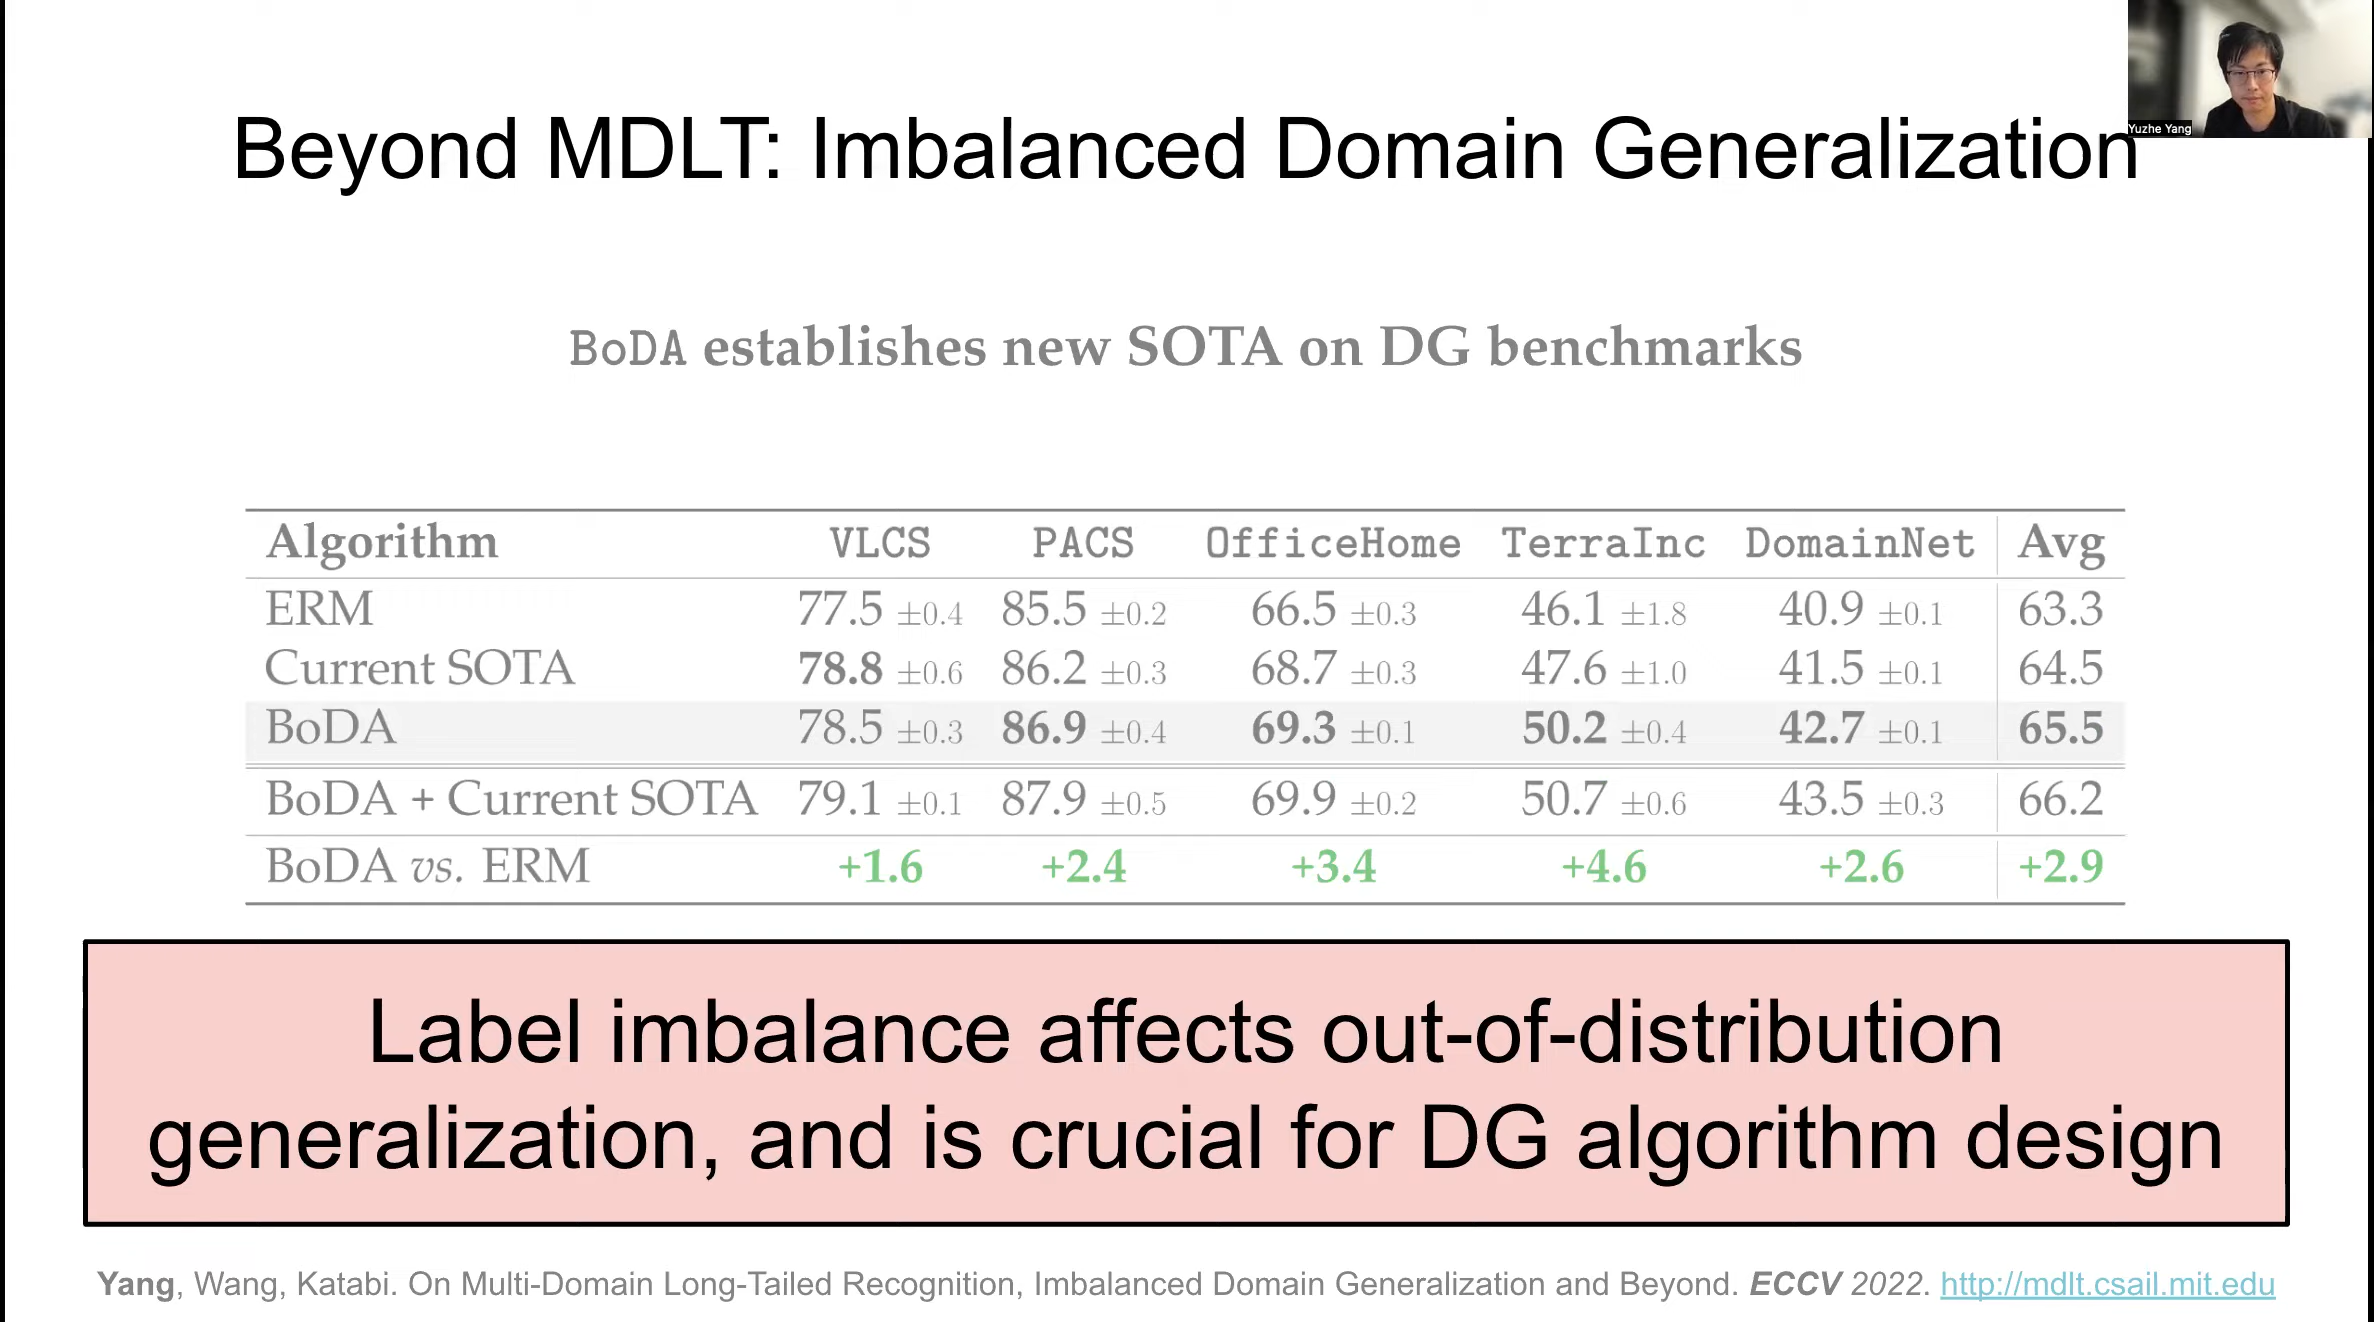 Yuzhe Yang
Beyond MDLT: Imbalanced Domain Generalization
BoDA establishes new SOTA on DG benchmarks
Algorithm VLCS PACS OfficeHome TerraInc DomainNet Avg
ERM 77.5 ±0.4 85.5 ±0.2 66.5 ±0.3 46.1 ±1.8 40.9 ±0.1 63.3
Current SOTA 78.8 ±0.6 86.2 ±0.3 68.7 ±0.3 47.6 ±1.0 41.5 ±0.1 64.5
BoDA 78.5 ±0.3 86.9 ±0.4 69.3 ±0.1 50.2 ±0.4 42.7 ±0.1 65.5
BoDA + Current SOTA 79.1 ±0.1 87.9 ±0.5 69.9 ±0.2 50.7 ±0.6 43.5 ±0.3 66.2
BoDA vs. ERM +1.6 +2.4 +3.4 +4.6 +2.6 +2.9
Label imbalance affects out-of-distribution
generalization, and is crucial for DG algorithm design
Yang, Wang, Katabi. On Multi-Domain Long-Tailed Recognition, Imbalanced Domain Generalization and Beyond. ECCV 2022. http://mdlt.csail.mit.edu